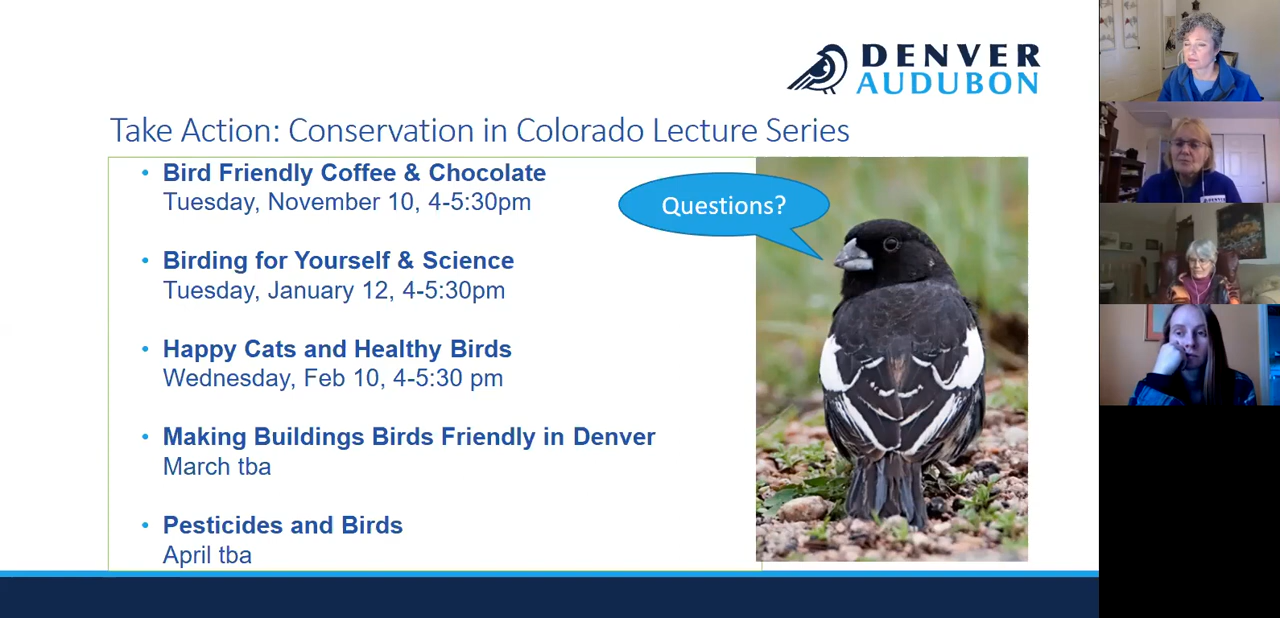 DENVER
AUDUBON
Take Action: Conservation in Colorado Lecture Series
• Bird Friendly Coffee & Chocolate
Tuesday, November 10, 4-5:30pm
Questions?
• Birding for Yourself & Science
Tuesday, January 12, 4-5:30pm
• Happy Cats and Healthy Birds
Wednesday, Feb 10, 4-5:30 pm
• Making Buildings Birds Friendly in Denver
March tba
• Pesticides and Birds
April tba